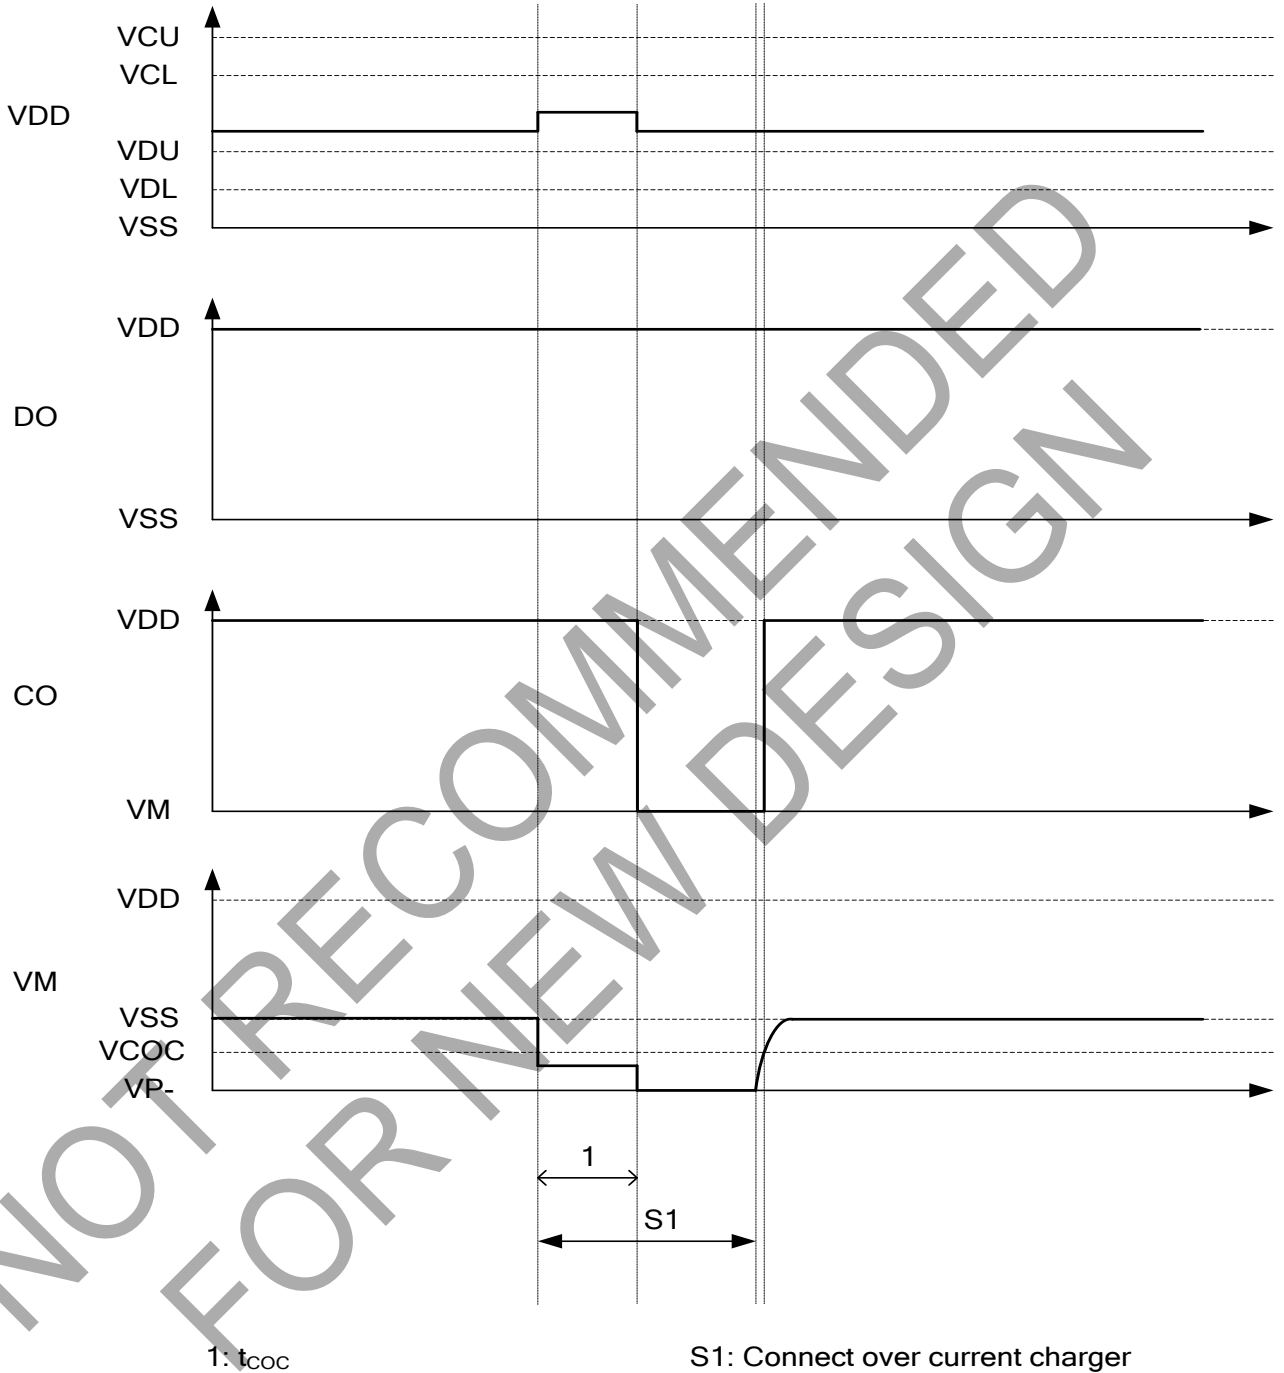 VCU
VCL
VDD
VDU
VDL
VSS
VDD
DO
VSS
VDD
CO
VM
VDD
VM
VSS
VCOC
VP-
1
S1
1: tCOC
S1: Connect over current charger
NOT RECOMMENDED
FOR NEW DESIGN